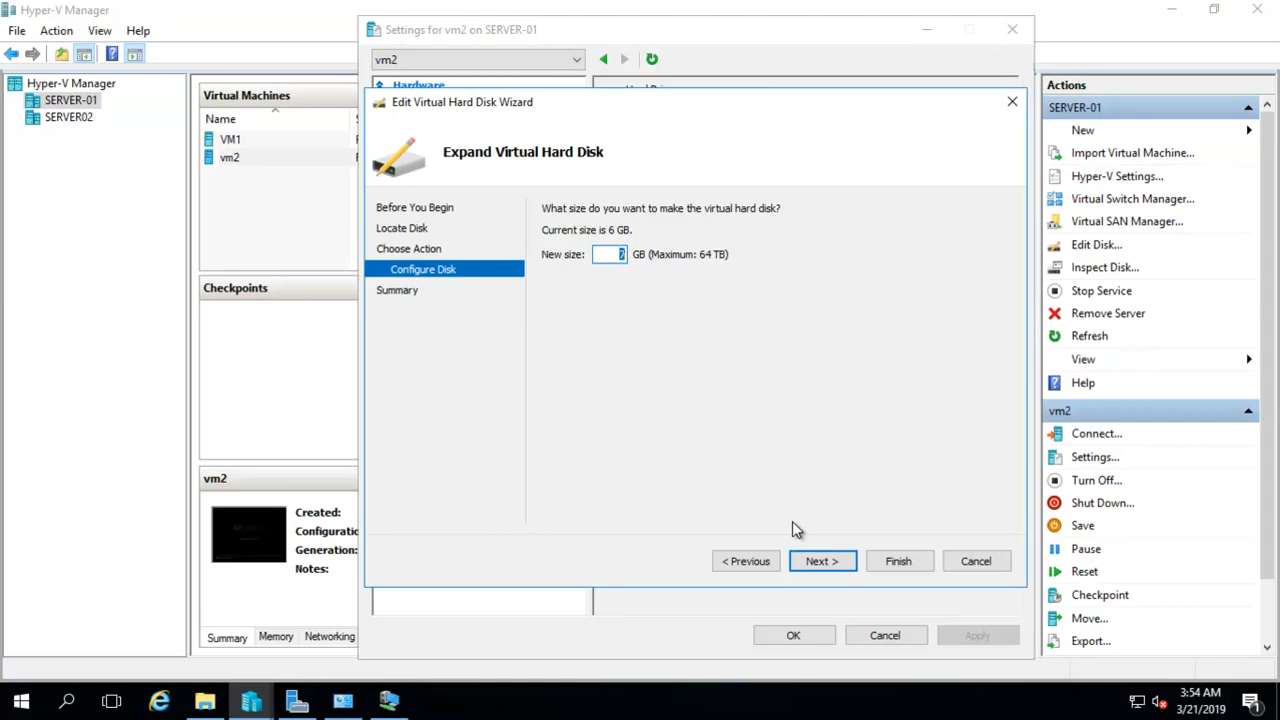 Hyper-V Manager
File Action View Help
Hyper-V Manager
SERVER-01
SERVER02
Virtual Machines
Name
VM1
vm2
Checkpoints
vm2
Created:
Configuratio
Generation:
Notes:
Summary Memory Networking
Settings for vm2 on SERVER-01
vm2
Hardware
Edit Virtual Hard Disk Wizard
Expand Virtual Hard Disk
Before You Begin
Locate Disk
Choose Action
Configure Disk
Summary
What size do you want to make the virtual hard disk?
Current size is 6 GB.
New size: 7 GB (Maximum: 64 TB)
< Previous Next > Finish Cancel
OK Cancel Apply
Actions
SERVER-01
New
Import Virtual Machine...
Hyper-V Settings...
Virtual Switch Manager...
Virtual SAN Manager...
Edit Disk...
Inspect Disk...
Stop Service
Remove Server
Refresh
View
Help
vm2
Connect...
Settings...
Turn Off...
Shut Down...
Save
Pause
Reset
Checkpoint
Move...
Export...
3:54 AM
3/21/2019
1